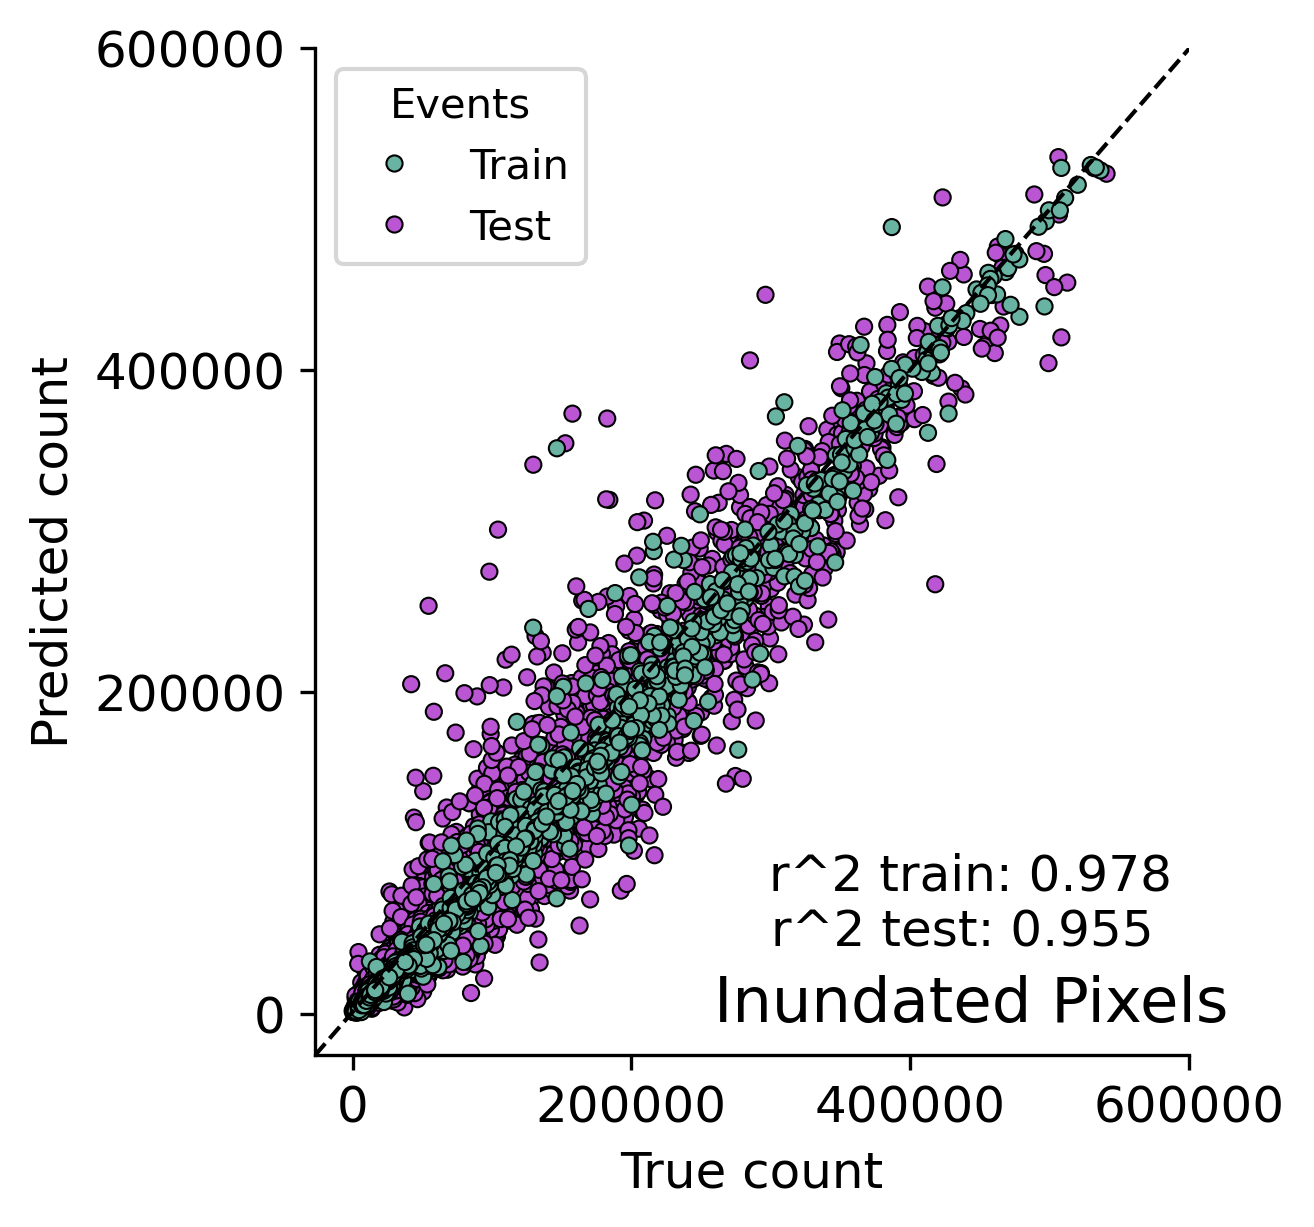 600000
400000
200000
0
Predicted count
Events
Train
Test
r^2 train: 0.978
r^2 test: 0.955
Inundated Pixels
0 200000 400000 600000
True count